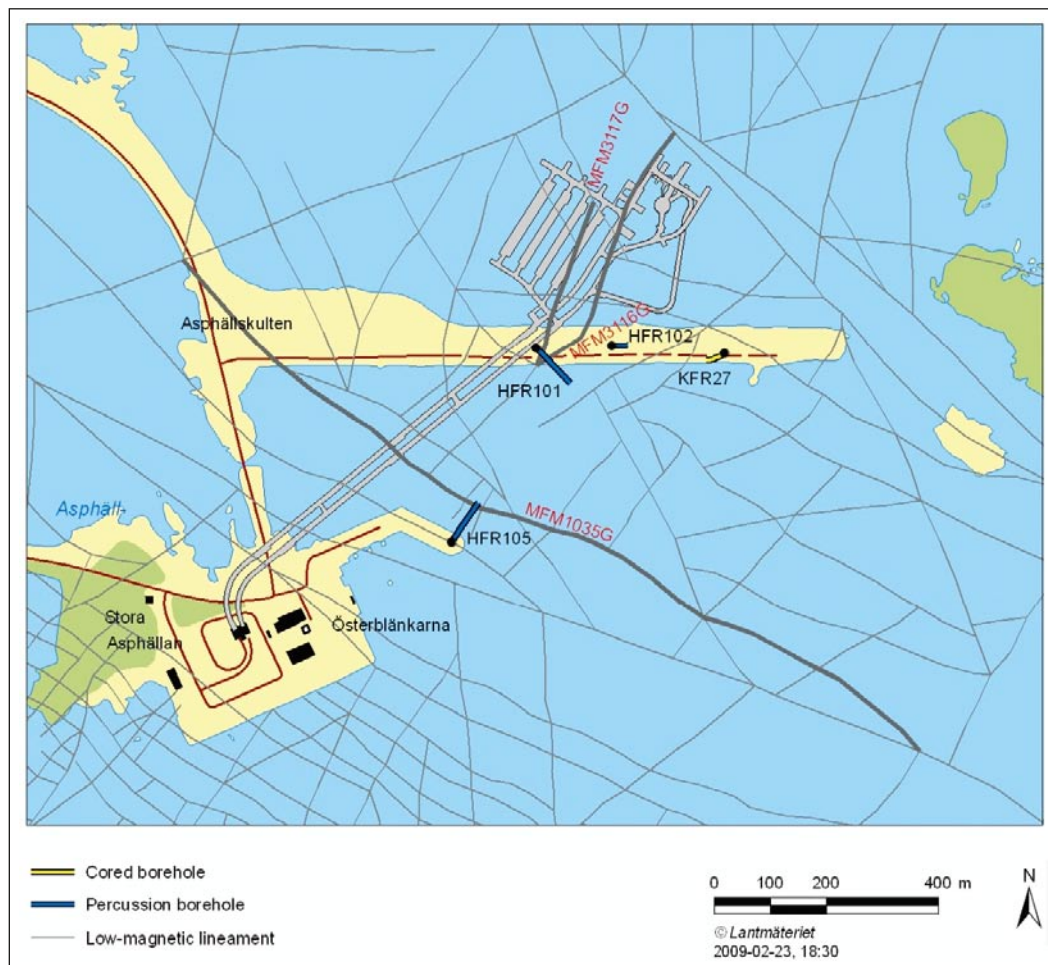 MFM3117G
Asphällskulten
MFM3116G
HFR102
HFR101
KFR27
Asphäll-
MFM1035G
HFR105
Stora
Asphällan
Österblänkarna
Cored borehole
Percussion borehole
Low-magnetic lineament
0 100 200 400 m
N
© Lantmäteriet
2009-02-23, 18:30